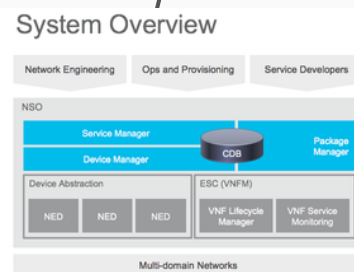 System Overview
Network Engineering
Ops and Provisioning
Service Developers
NSO
Service Manager
Device Manager
CDB
Package
Manager
Device Abstraction
NED
NED
NED
ESC (VNFM)
VNF Lifecycle
Manager
VNF Service
Monitoring
Multi-domain Networks